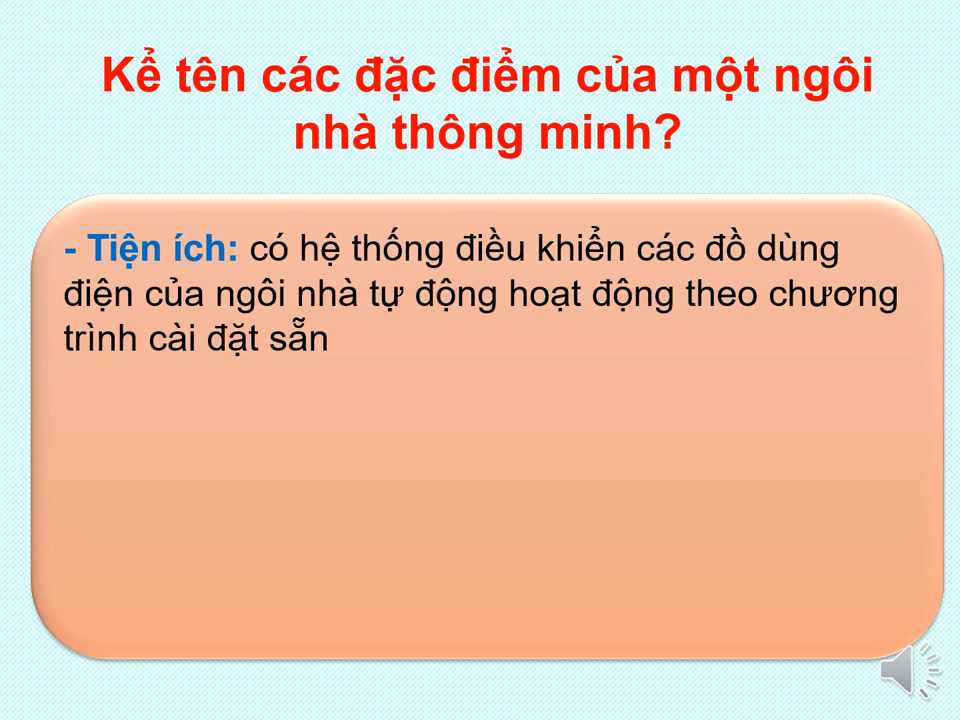 Kể tên các đặc điểm của một ngôi
nhà thông minh?
- Tiện ích: có hệ thống điều khiển các đồ dùng
điện của ngôi nhà tự động hoạt động theo chương
trình cài đặt sẵn